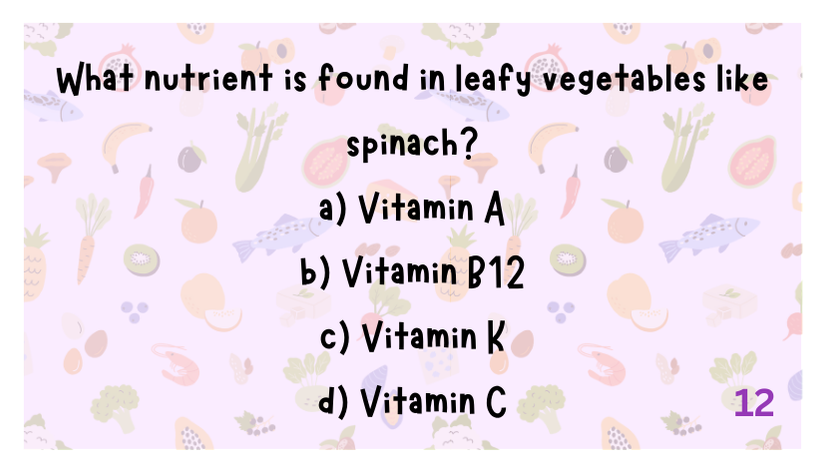 What nutrient is found in leafy vegetables like
spinach?
a) Vitamin A
b) Vitamin B12
c) Vitamin K
d) Vitamin C
12